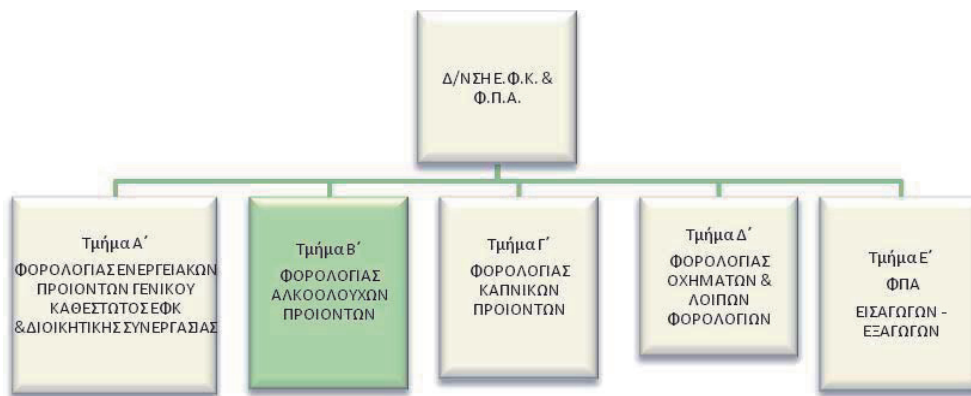 Δ/ΝΣΗ Ε.Φ.Κ. &
Φ.Π.Α.
Τμήμα Α΄
ΦΟΡΟΛΟΓΙΑΣ ΕΝΕΡΓΕΙΑΚΩΝ
ΠΡΟΙΟΝΤΩΝ ΓΕΝΙΚΟΥ
ΚΑΘΕΣΤΩΤΟΣ ΕΦΚ
&ΔΙΟΙΚΗΤΙΚΗΣ ΣΥΝΕΡΓΑΣΙΑΣ
Τμήμα Β΄
ΦΟΡΟΛΟΓΙΑΣ
ΑΛΚΟΟΛΟΥΧΩΝ
ΠΡΟΙΟΝΤΩΝ
Τμήμα Γ΄
ΦΟΡΟΛΟΓΙΑΣ
ΚΑΠΝΙΚΩΝ
ΠΡΟΙΟΝΤΩΝ
Τμήμα Δ΄
ΦΟΡΟΛΟΓΙΑΣ
ΟΧΗΜΑΤΩΝ &
ΛΟΙΠΩΝ
ΦΟΡΟΛΟΓΙΩΝ
Τμήμα Ε΄
ΦΠΑ
ΕΙΣΑΓΩΓΩΝ -
ΕΞΑΓΩΓΩΝ